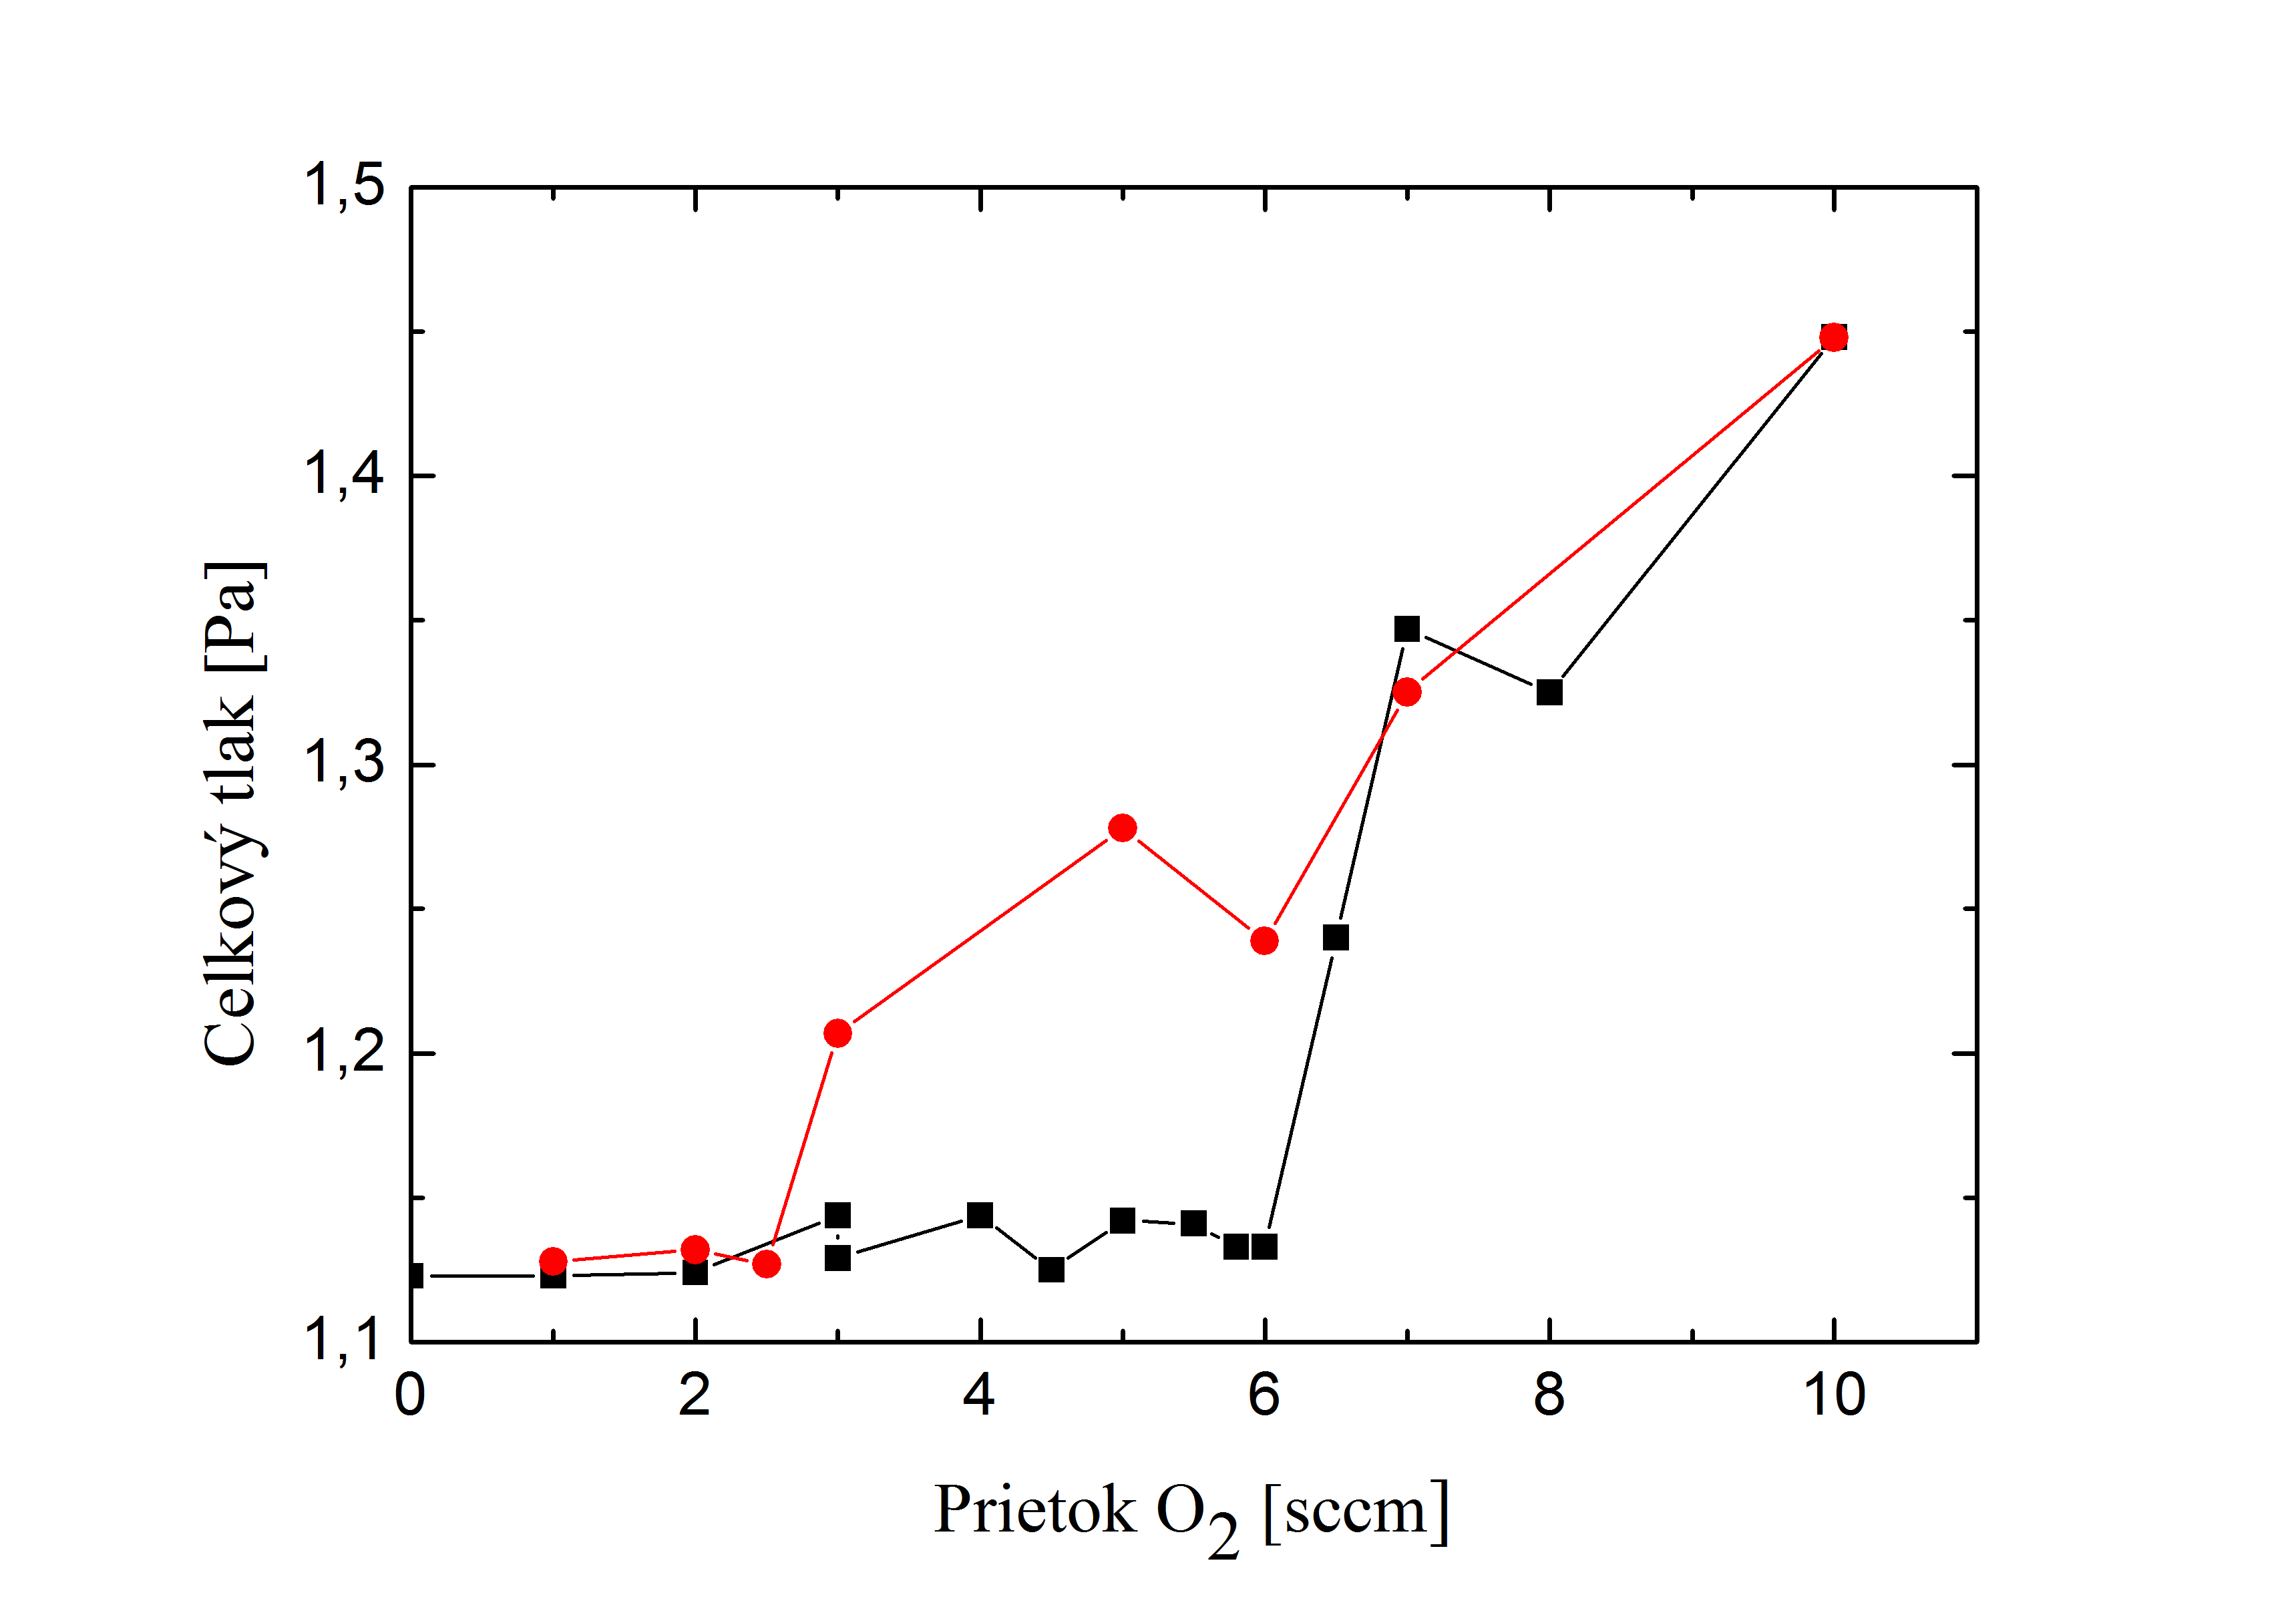 1,5
1,4
1,3
1,2
1,1
Celkový tlak [Pa]
0 2 4 6 8 10
Prietok O2 [sccm]